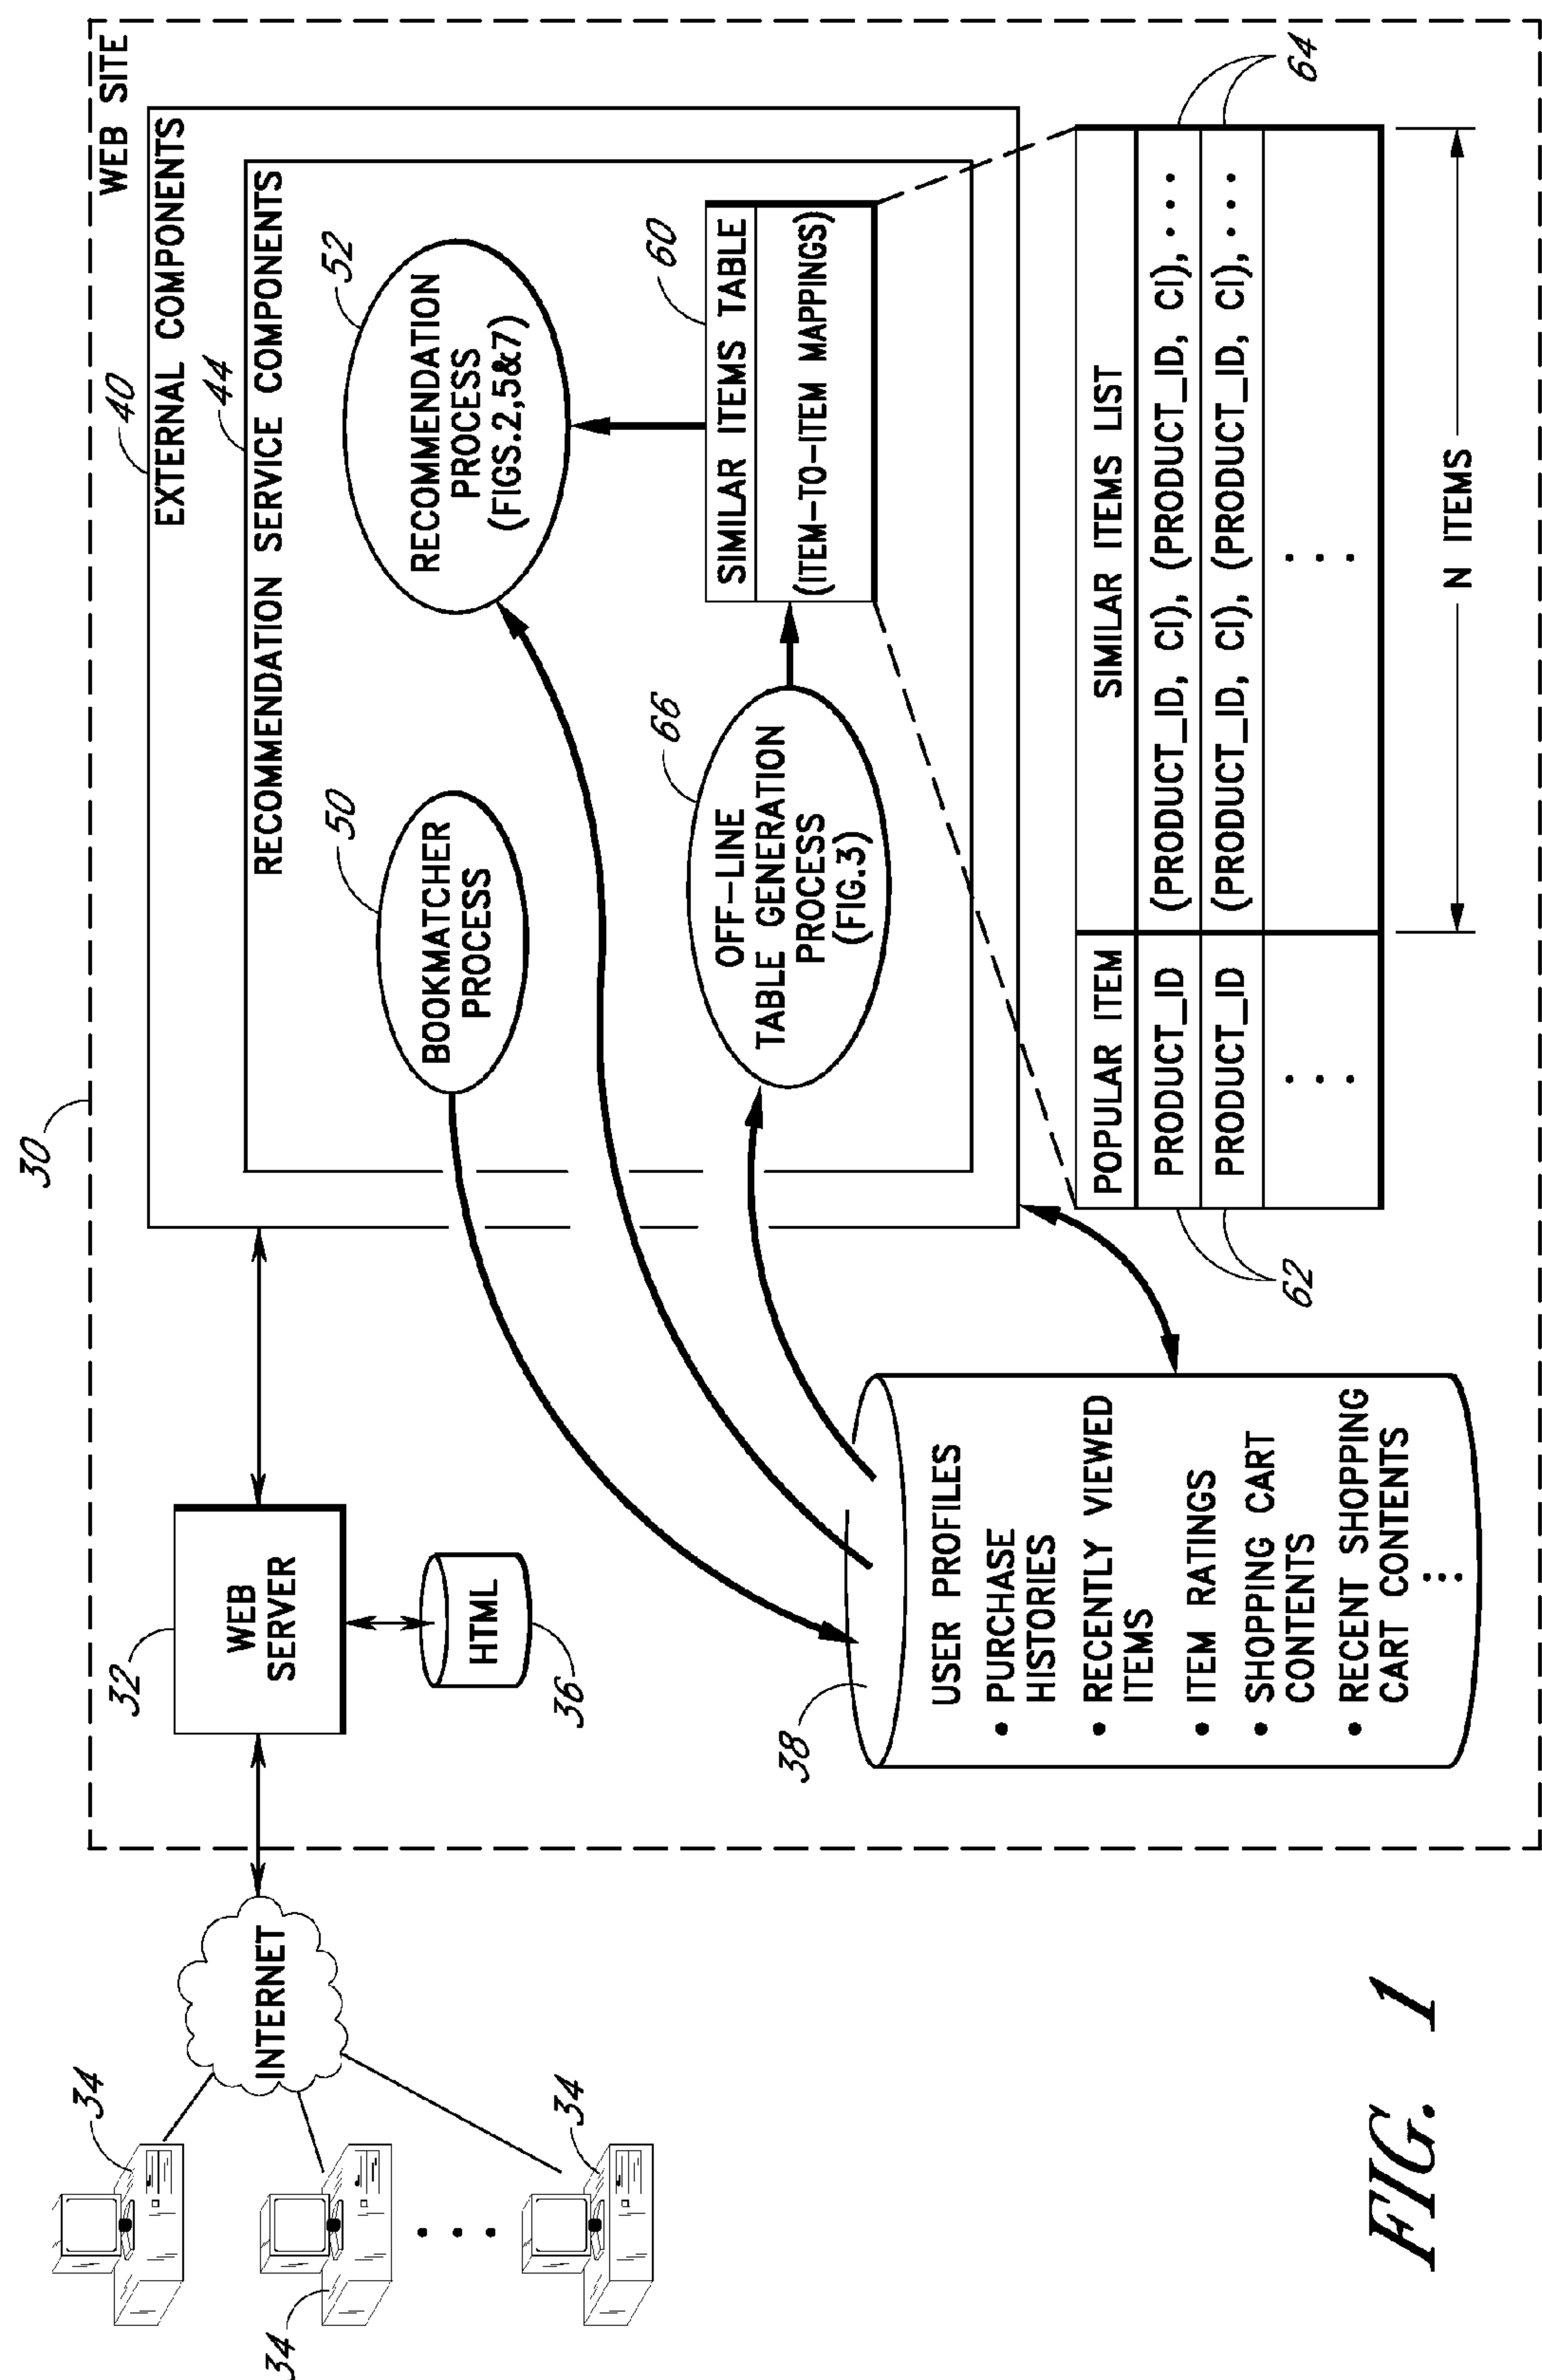 30
WEB SITE
40
EXTERNAL COMPONENTS
44
RECOMMENDATION SERVICE COMPONENTS
34
34
34
INTERNET
32
WEB
SERVER
HTML
36
50
BOOKMATCHER
PROCESS
52
RECOMMENDATION
PROCESS
(FIGS.2,5&7)
66
OFF-LINE
TABLE GENERATION
PROCESS
(FIG.3)
60
SIMILAR ITEMS TABLE
(ITEM-TO-ITEM MAPPINGS)
38
USER PROFILES
• PURCHASE
HISTORIES
• RECENTLY VIEWED
ITEMS
• ITEM RATINGS
• SHOPPING CART
CONTENTS
• RECENT SHOPPING
CART CONTENTS
POPULAR ITEM SIMILAR ITEMS LIST
PRODUCT_ID (PRODUCT_ID, CI), (PRODUCT_ID, CI), •••
PRODUCT_ID (PRODUCT_ID, CI), (PRODUCT_ID, CI), •••
... ...
62
64
N ITEMS
FIG. 1